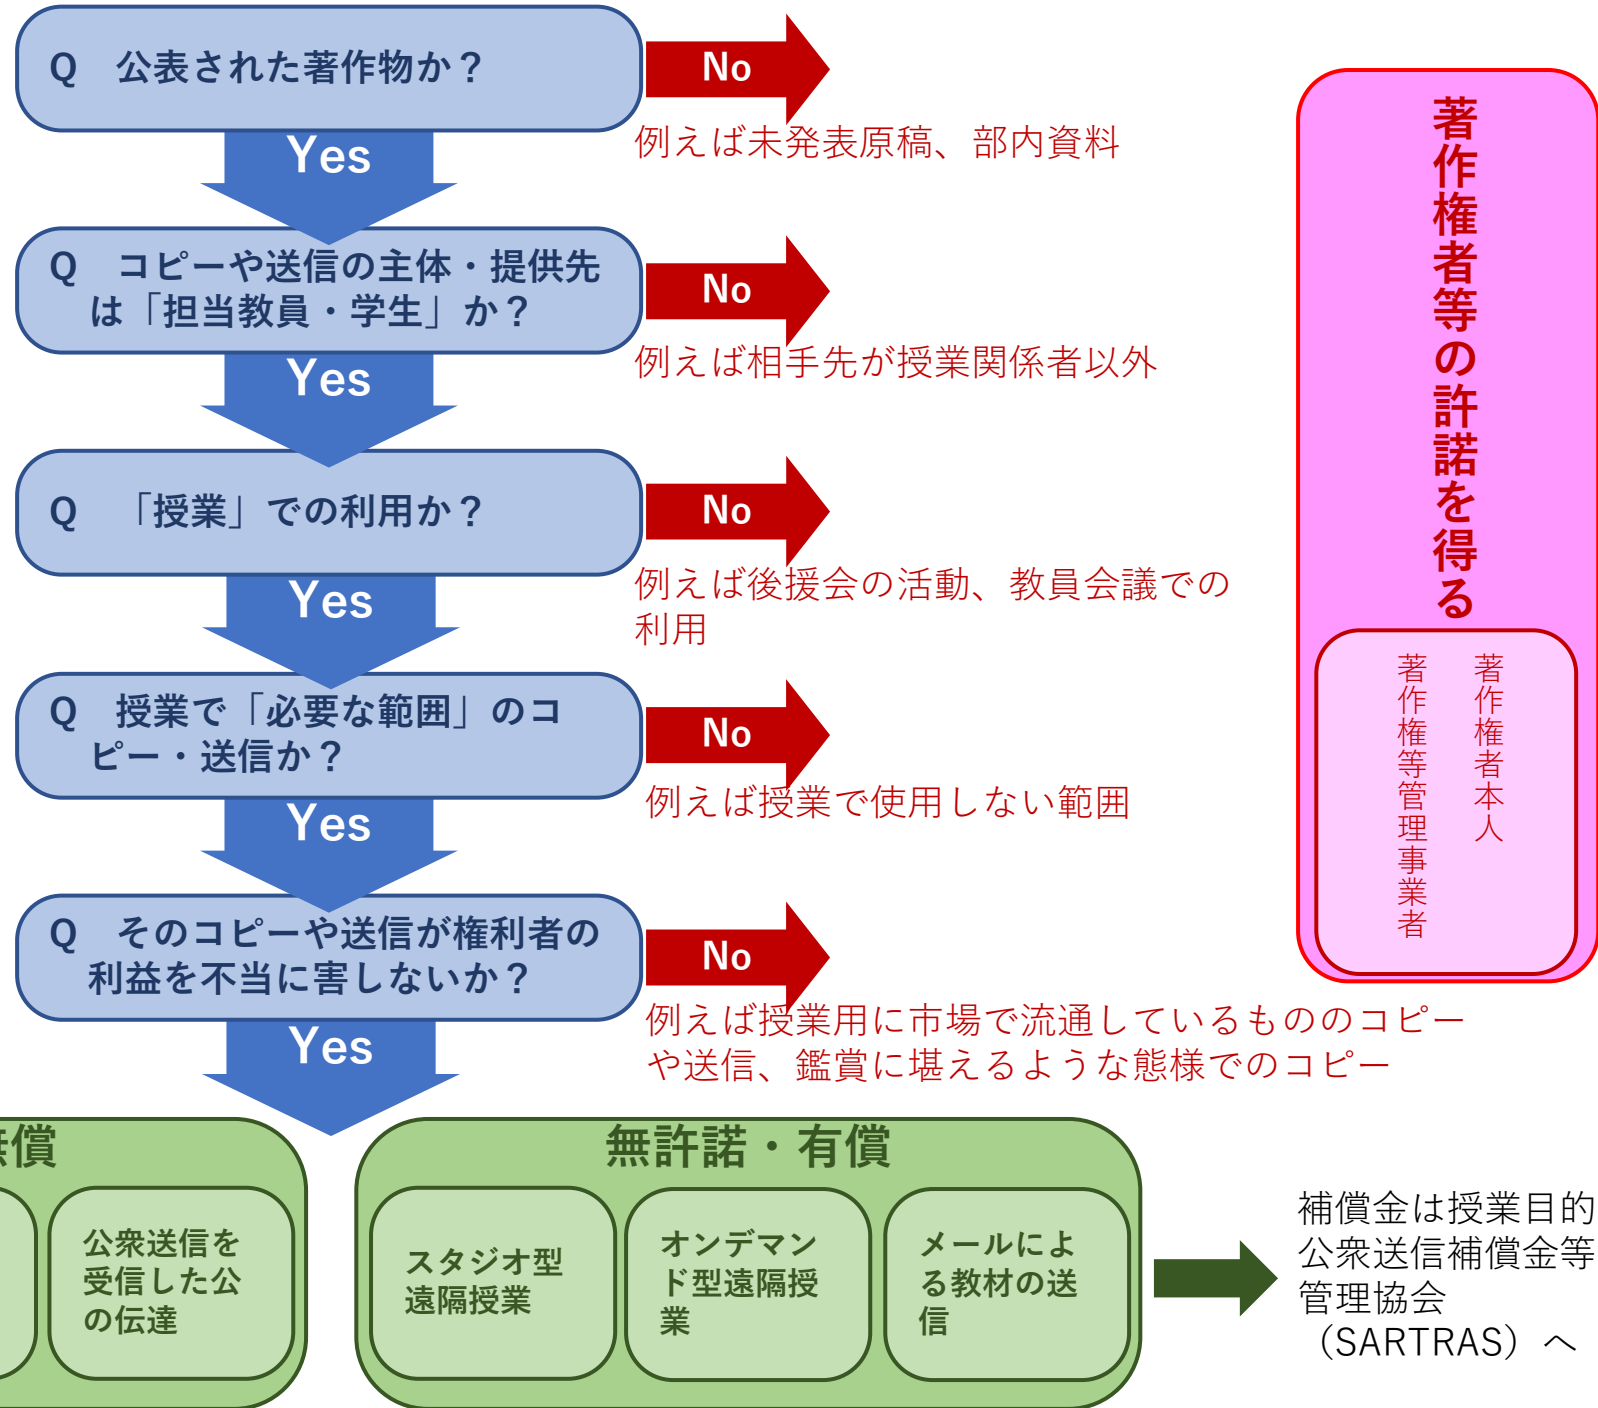 Q　公表された著作物か？
No
例えば未発表原稿、部内資料
Yes
Q　コピーや送信の主体・提供先
は「担当教員・学生」か？
No
例えば相手先が授業関係者以外
Yes
Q　「授業」での利用か？
No
例えば後援会の活動、教員会議での
利用
Yes
Q　授業で「必要な範囲」のコ
ピー・送信か？
No
例えば授業で使用しない範囲
Yes
Q　そのコピーや送信が権利者の
利益を不当に害しないか？
No
例えば授業用に市場で流通しているもののコピー
や送信、鑑賞に堪えるような態様でのコピー
Yes
著作権者等の許諾を得る
著作権者本人
著作権等管理事業者
償
公衆送信を
受信した公
の伝達
無許諾・有償
スタジオ型
遠隔授業
オンデマン
ド型遠隔授
業
メールによ
る教材の送
信
補償金は授業目的
公衆送信補償金等
管理協会
（SARTRAS）へ